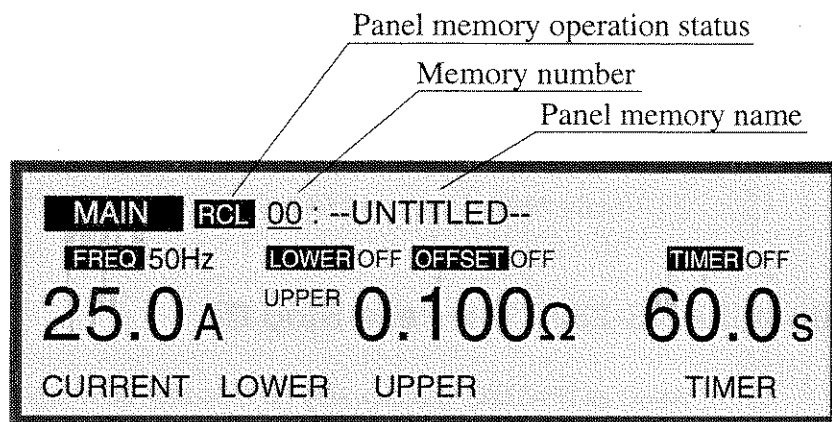 Panel memory operation status
Memory number
Panel memory name
MAIN RCL 00 : --UNTITLED--
FREQ 50Hz LOWER OFF OFFSET OFF TIMER OFF
25.0 A UPPER 0.100Ω 60.0 s
CURRENT LOWER UPPER TIMER